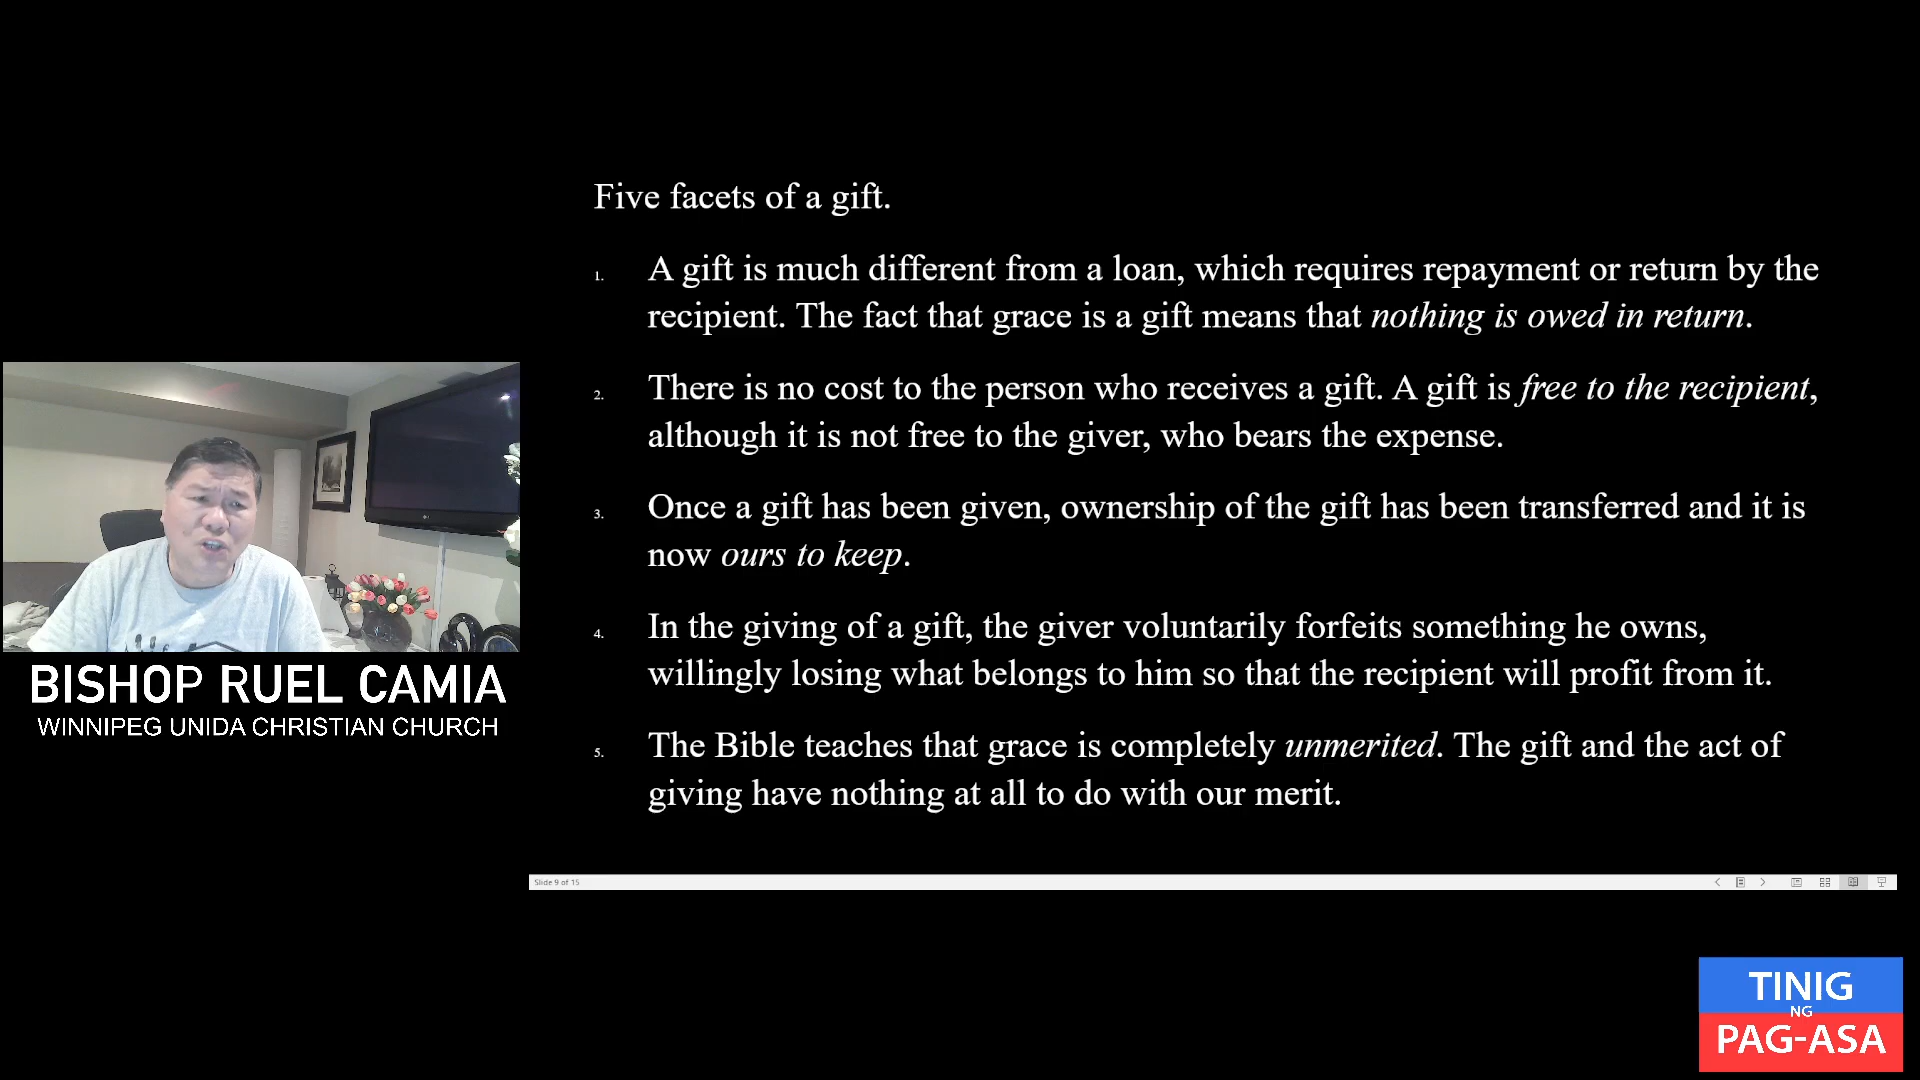 Five facets of a gift.
1. A gift is much different from a loan, which requires repayment or return by the
recipient. The fact that grace is a gift means that nothing is owed in return.
2. There is no cost to the person who receives a gift. A gift is free to the recipient,
although it is not free to the giver, who bears the expense.
3. Once a gift has been given, ownership of the gift has been transferred and it is
now ours to keep.
4. In the giving of a gift, the giver voluntarily forfeits something he owns,
willingly losing what belongs to him so that the recipient will profit from it.
5. The Bible teaches that grace is completely unmerited. The gift and the act of
giving have nothing at all to do with our merit.
BISHOP RUEL CAMIA
WINNIPEG UNIDA CHRISTIAN CHURCH
Slide 9 of 15
TINIG
NG
PAG-ASA